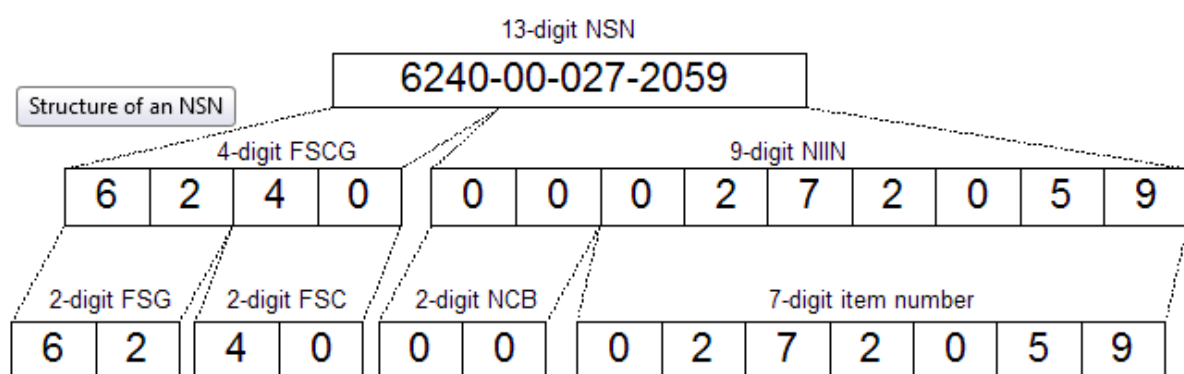 13-digit NSN
6240-00-027-2059
Structure of an NSN
4-digit FSCG
9-digit NIIN
6 2 4 0
0 0 0 2 7 2 0 5 9
2-digit FSG
2-digit FSC
2-digit NCB
7-digit item number
6 2
4 0
0 0
0 2 7 2 0 5 9